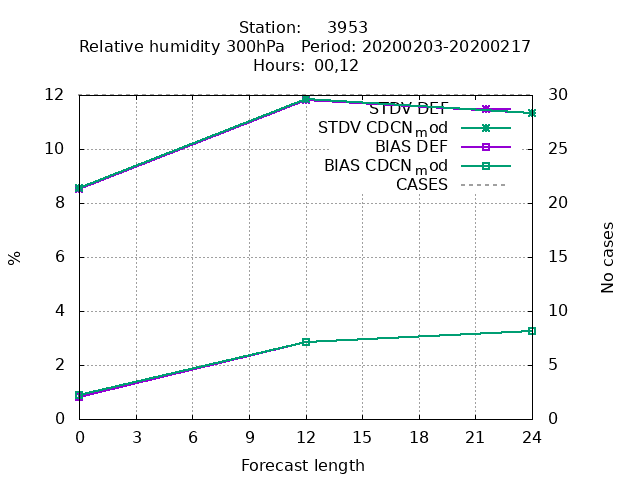 Station: 3953
Relative humidity 300hPa Period: 20200203-20200217
Hours: 00,12
12
10
8
6
4
2
0
%
30
25
20
15
10
5
0
No cases
STDV DEF
STDV CDCNmod
BIAS DEF
BIAS CDCNmod
CASES
0 3 6 9 12 15 18 21 24
Forecast length